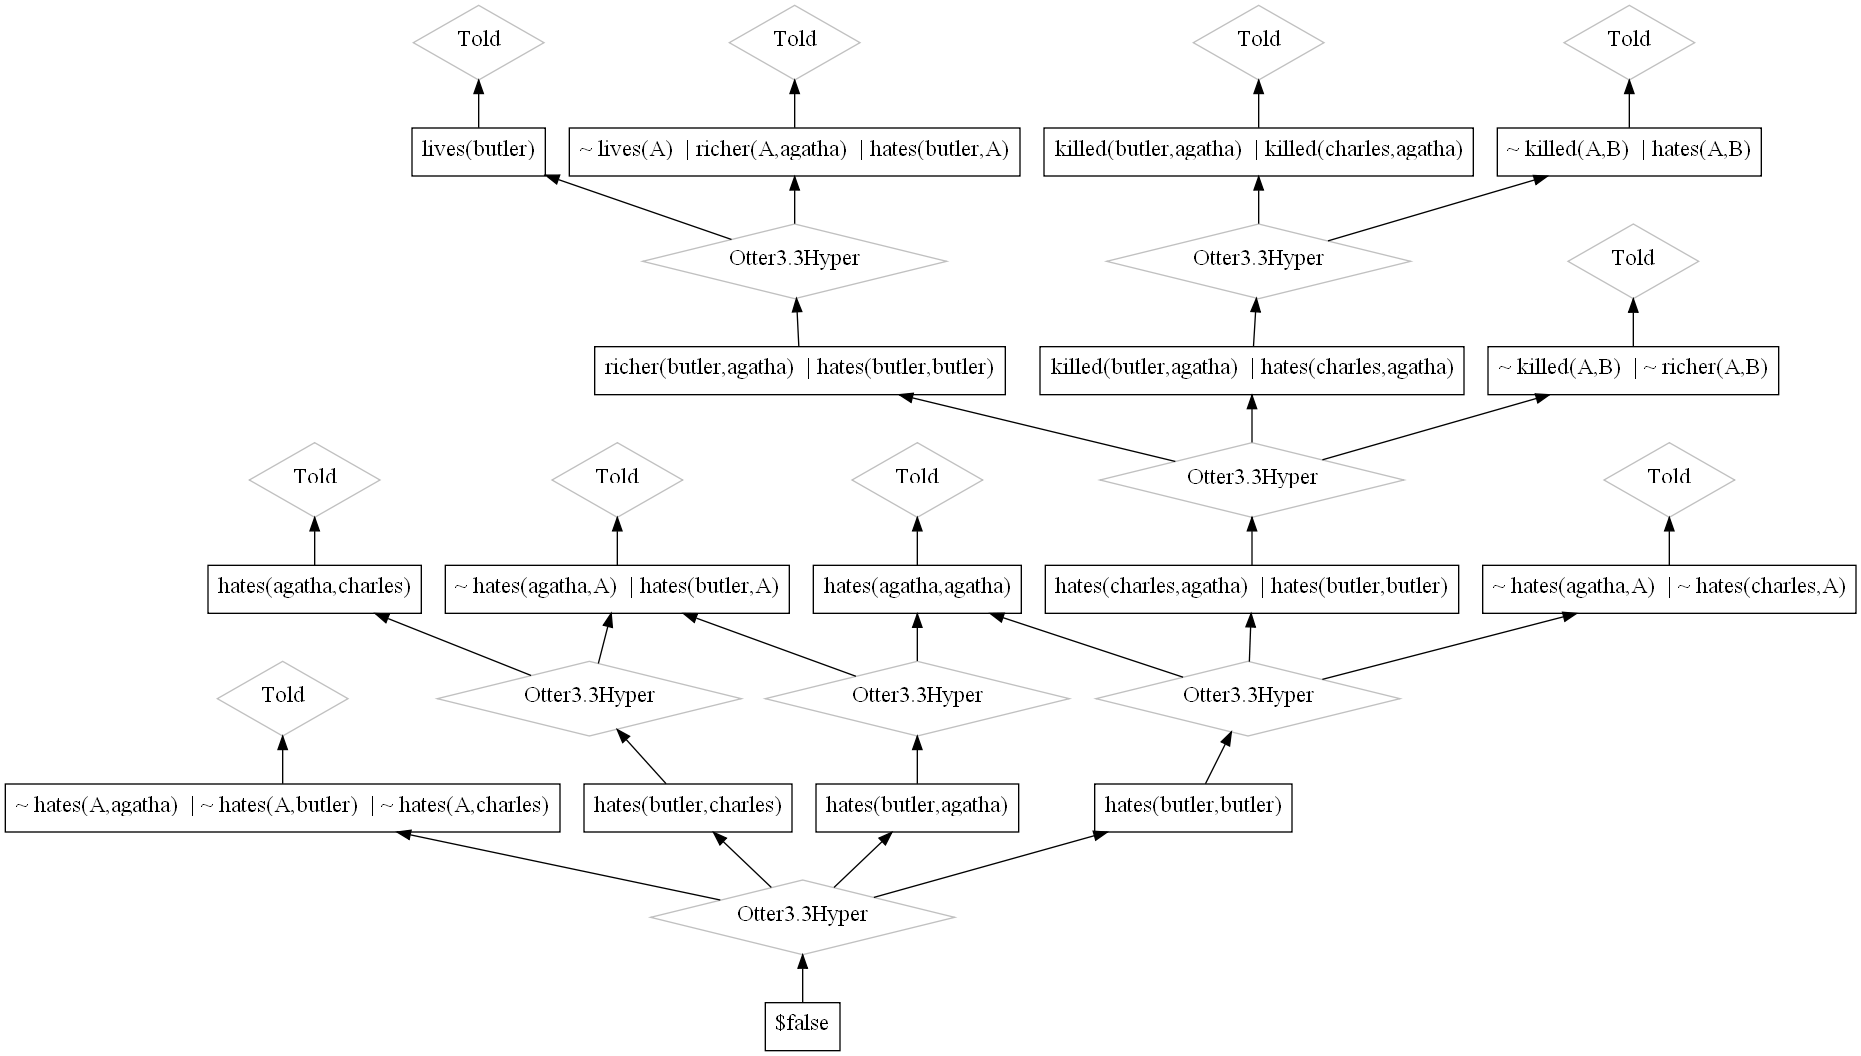 Told
Told
Told
Told
lives(butler)
~ lives(A) | richer(A,agatha) | hates(butler,A)
killed(butler,agatha) | killed(charles,agatha)
~ killed(A,B) | hates(A,B)
Otter3.3Hyper
Otter3.3Hyper
Told
richer(butler,agatha) | hates(butler,butler)
killed(butler,agatha) | hates(charles,agatha)
~ killed(A,B) | ~ richer(A,B)
Told
Told
Told
Otter3.3Hyper
Told
hates(agatha,charles)
~ hates(agatha,A) | hates(butler,A)
hates(agatha,agatha)
hates(charles,agatha) | hates(butler,butler)
~ hates(agatha,A) | ~ hates(charles,A)
Told
Otter3.3Hyper
Otter3.3Hyper
Otter3.3Hyper
~ hates(A,agatha) | ~ hates(A,butler) | ~ hates(A,charles)
hates(butler,charles)
hates(butler,agatha)
hates(butler,butler)
Otter3.3Hyper
$false